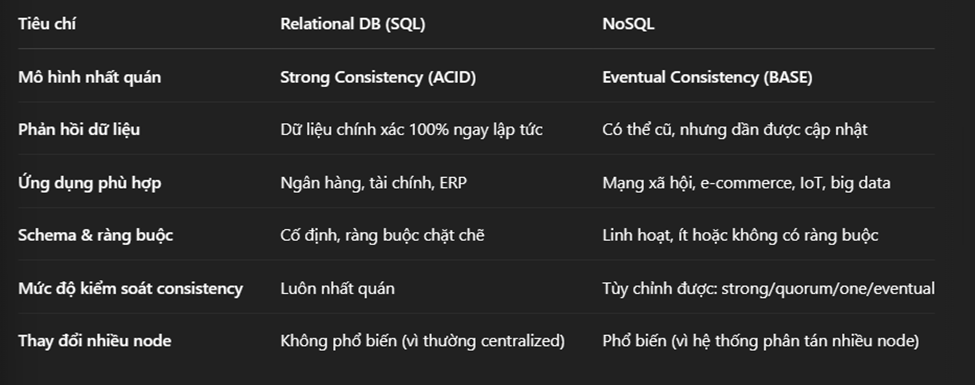 Tiêu chí Relational DB (SQL) NoSQL
Mô hình nhất quán Strong Consistency (ACID) Eventual Consistency (BASE)
Phản hồi dữ liệu Dữ liệu chính xác 100% ngay lập tức Có thể cũ, nhưng dần được cập nhật
Ứng dụng phù hợp Ngân hàng, tài chính, ERP Mạng xã hội, e-commerce, IoT, big data
Schema & ràng buộc Cố định, ràng buộc chặt chẽ Linh hoạt, ít hoặc không có ràng buộc
Mức độ kiểm soát consistency Luôn nhất quán Tùy chỉnh được: strong/quorum/one/eventual
Thay đổi nhiều node Không phổ biến (vì thường centralized) Phổ biến (vì hệ thống phân tán nhiều node)